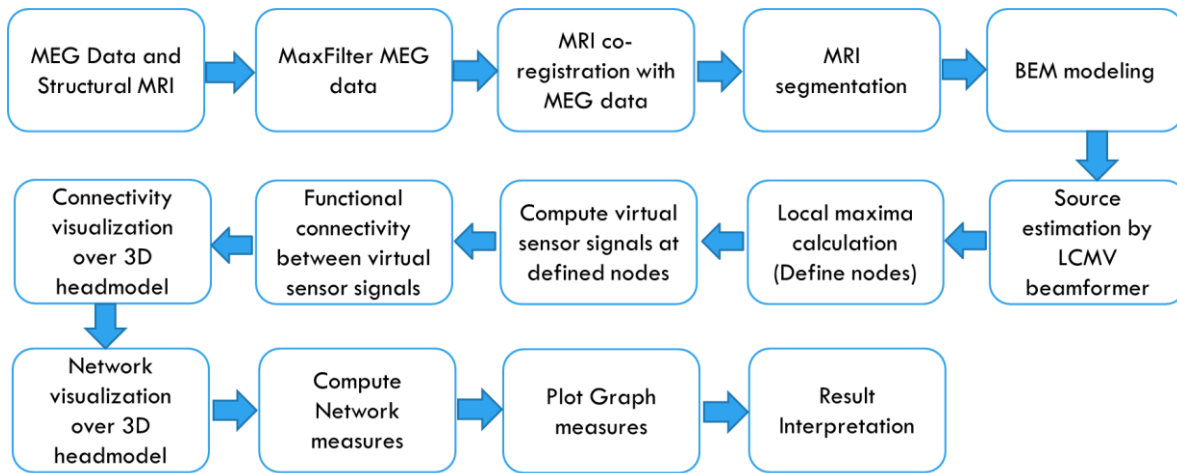 MEG Data and
Structural MRI
MaxFilter MEG
data
MRI co-
registration with
MEG data
MRI
segmentation
BEM modeling
Source
estimation by
LCMV
beamformer
Local maxima
calculation
(Define nodes)
Compute virtual
sensor signals at
defined nodes
Functional
connectivity
between virtual
sensor signals
Connectivity
visualization
over 3D
headmodel
Network
visualization
over 3D
headmodel
Compute
Network
measures
Plot Graph
measures
Result
Interpretation